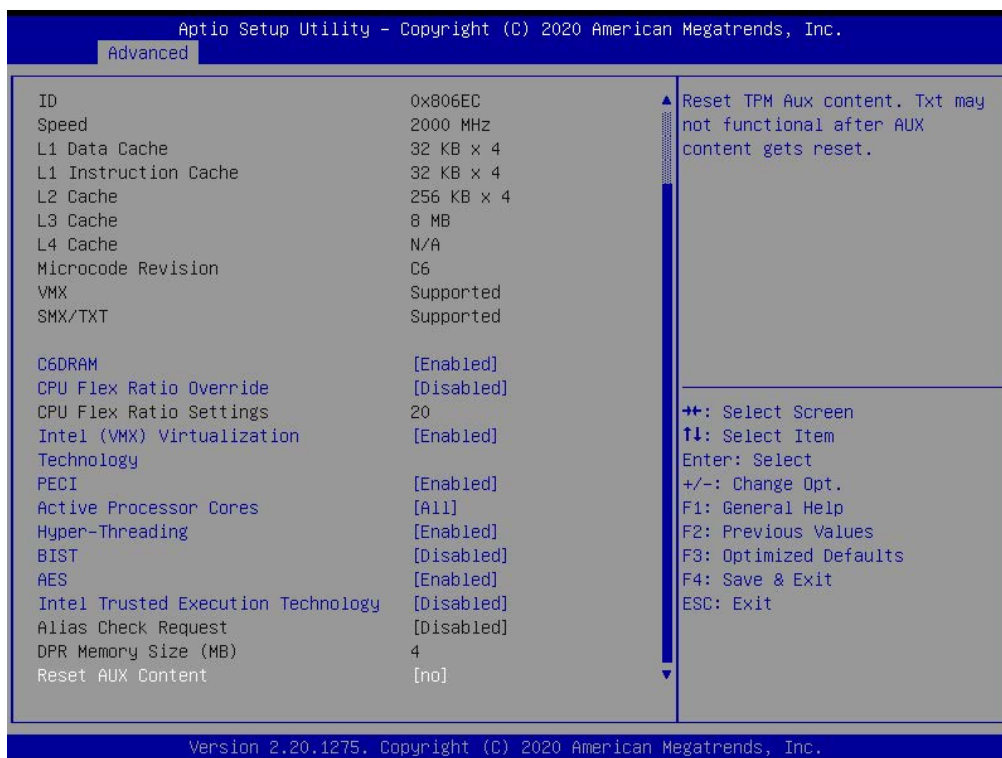 Aptio Setup Utility – Copyright (C) 2020 American Megatrends, Inc.
Advanced
ID 0x806EC
Speed 2000 MHz
L1 Data Cache 32 KB x 4
L1 Instruction Cache 32 KB x 4
L2 Cache 256 KB x 4
L3 Cache 8 MB
L4 Cache N/A
Microcode Revision C6
VMX Supported
SMX/TXT Supported
C6DRAM [Enabled]
CPU Flex Ratio Override [Disabled]
CPU Flex Ratio Settings 20
Intel (VMX) Virtualization [Enabled]
Technology
PECI [Enabled]
Active Processor Cores [All]
Hyper-Threading [Enabled]
BIST [Disabled]
AES [Enabled]
Intel Trusted Execution Technology [Disabled]
Alias Check Request [Disabled]
DPR Memory Size (MB) 4
Reset AUX Content [no]
Reset TPM Aux content. Txt may
not functional after AUX
content gets reset.
→←: Select Screen
↑↓: Select Item
Enter: Select
+/-: Change Opt.
F1: General Help
F2: Previous Values
F3: Optimized Defaults
F4: Save & Exit
ESC: Exit
Version 2.20.1275. Copyright (C) 2020 American Megatrends, Inc.